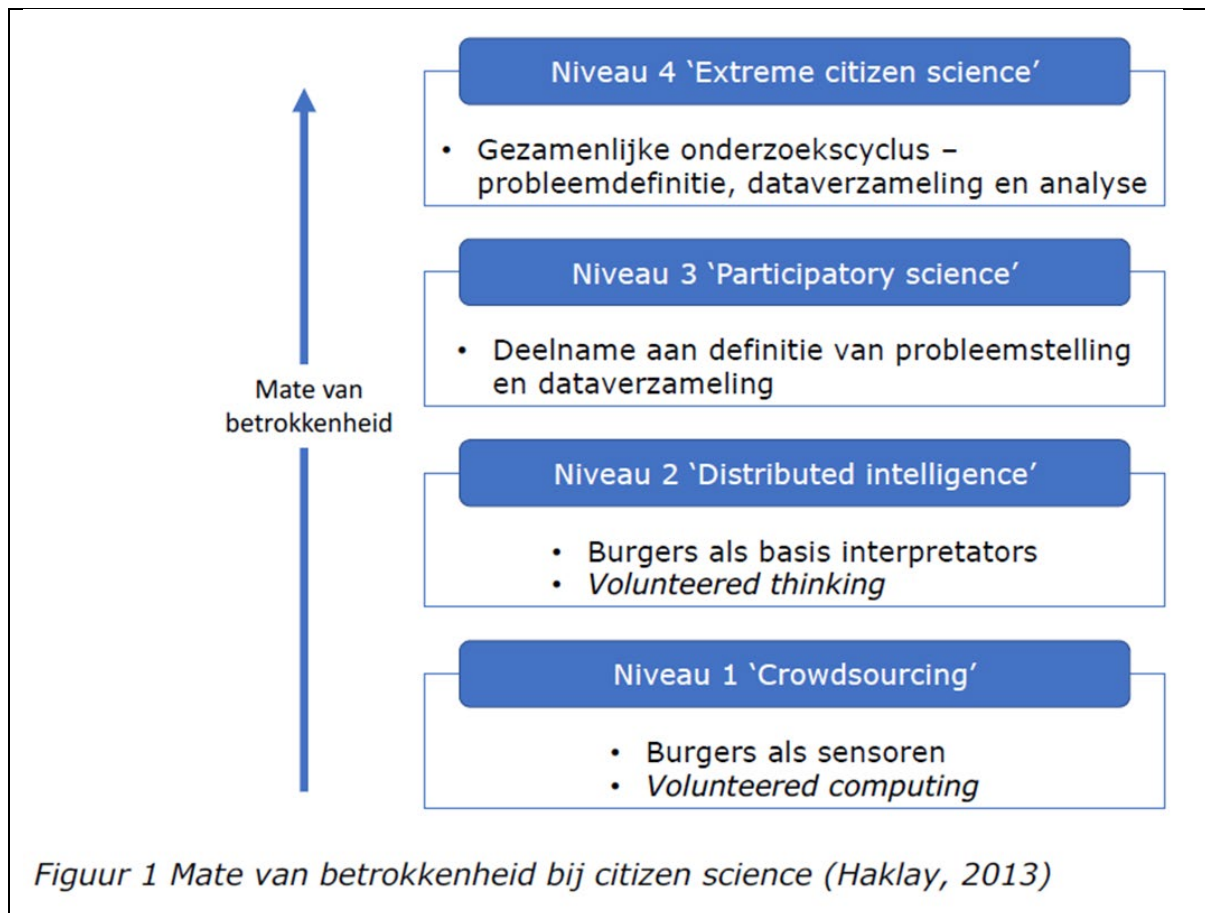 Niveau 4 ‘Extreme citizen science’
• Gezamenlijke onderzoekscyclus –
probleemdefinitie, dataverzameling en analyse
Niveau 3 ‘Participatory science’
• Deelname aan definitie van probleemstelling
en dataverzameling
Mate van
betrokkenheid
Niveau 2 ‘Distributed intelligence’
• Burgers als basis interpretators
• Volunteered thinking
Niveau 1 ‘Crowdsourcing’
• Burgers als sensoren
• Volunteered computing
Figuur 1 Mate van betrokkenheid bij citizen science (Haklay, 2013)